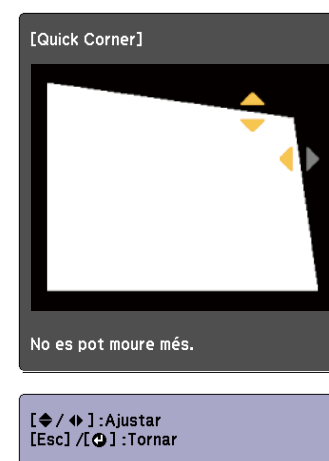 [Quick Corner]
No es pot moure més.
[◆/◆]:Ajustar
[Esc]/[⏎]:Tornar